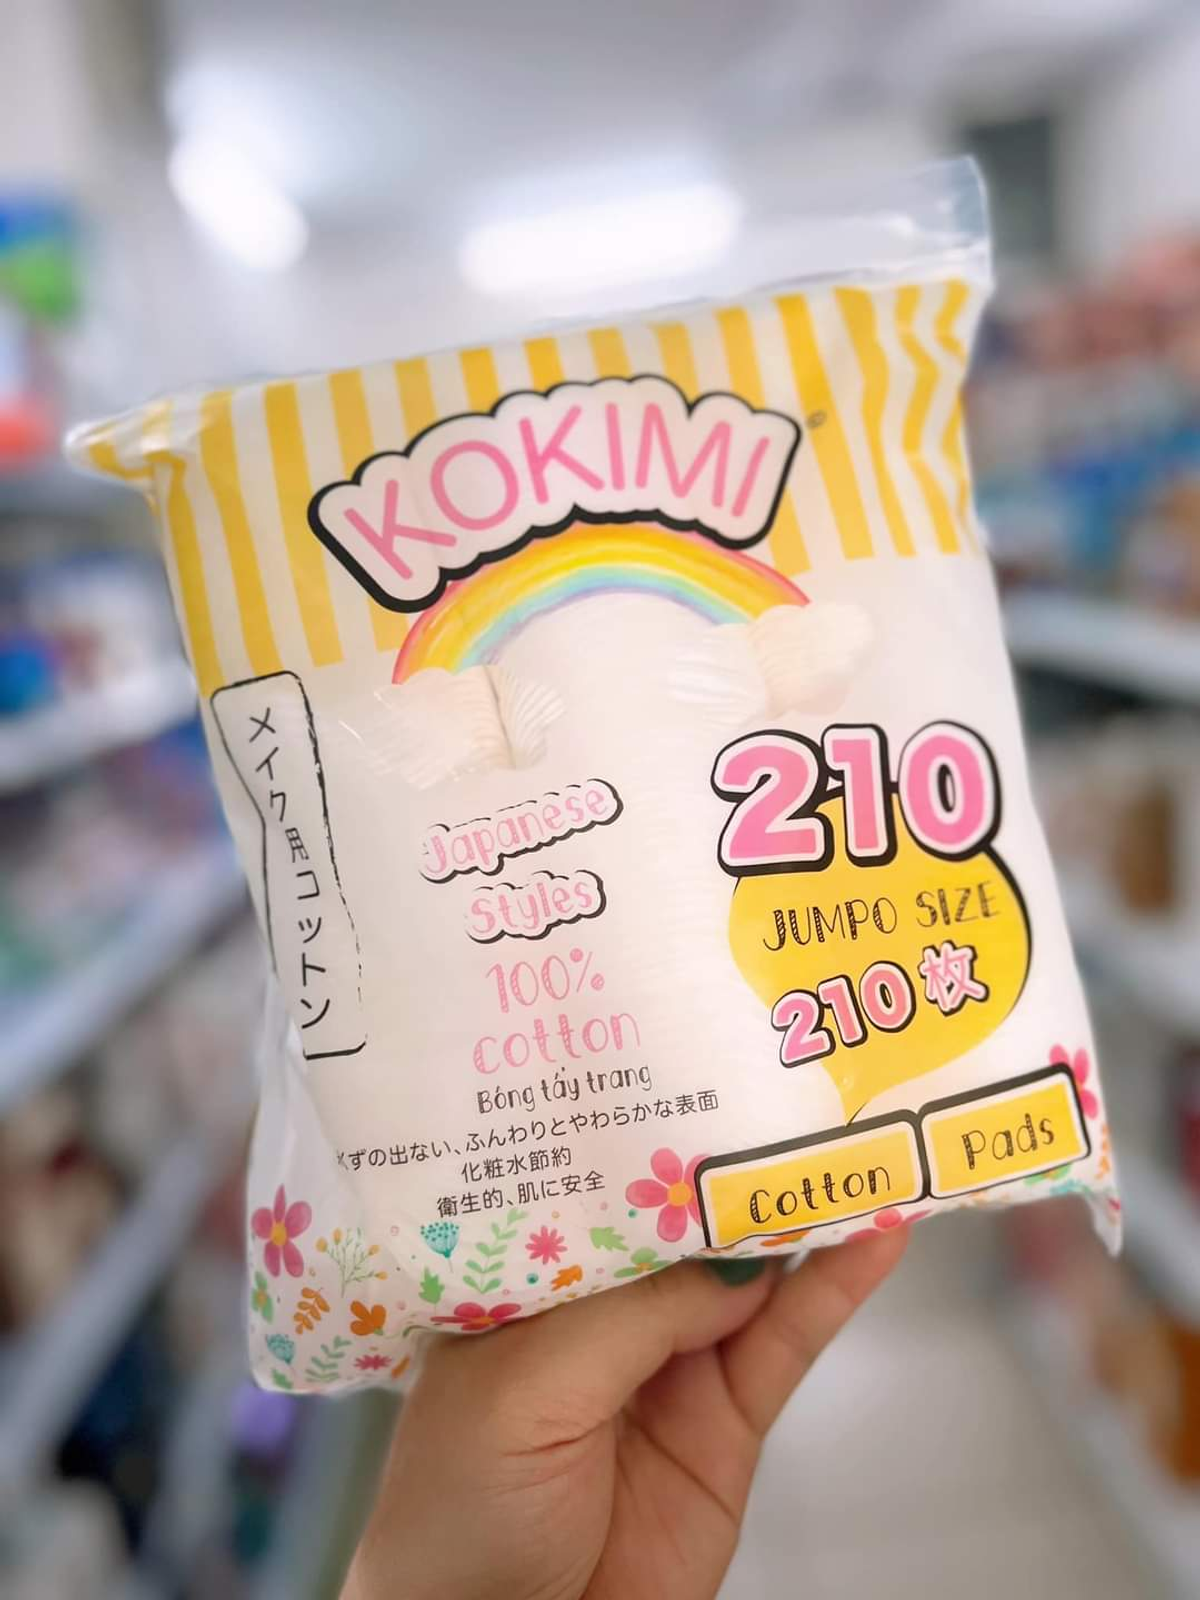 KOKIMI
メイク用コットン
Japanese
Styles
100%
cotton
Bông tẩy trang
くずの出ない、ふんわりとやわらかな表面
化粧水節約
衛生的、肌に安全
210
JUMPO SIZE
210枚
Cotton Pads